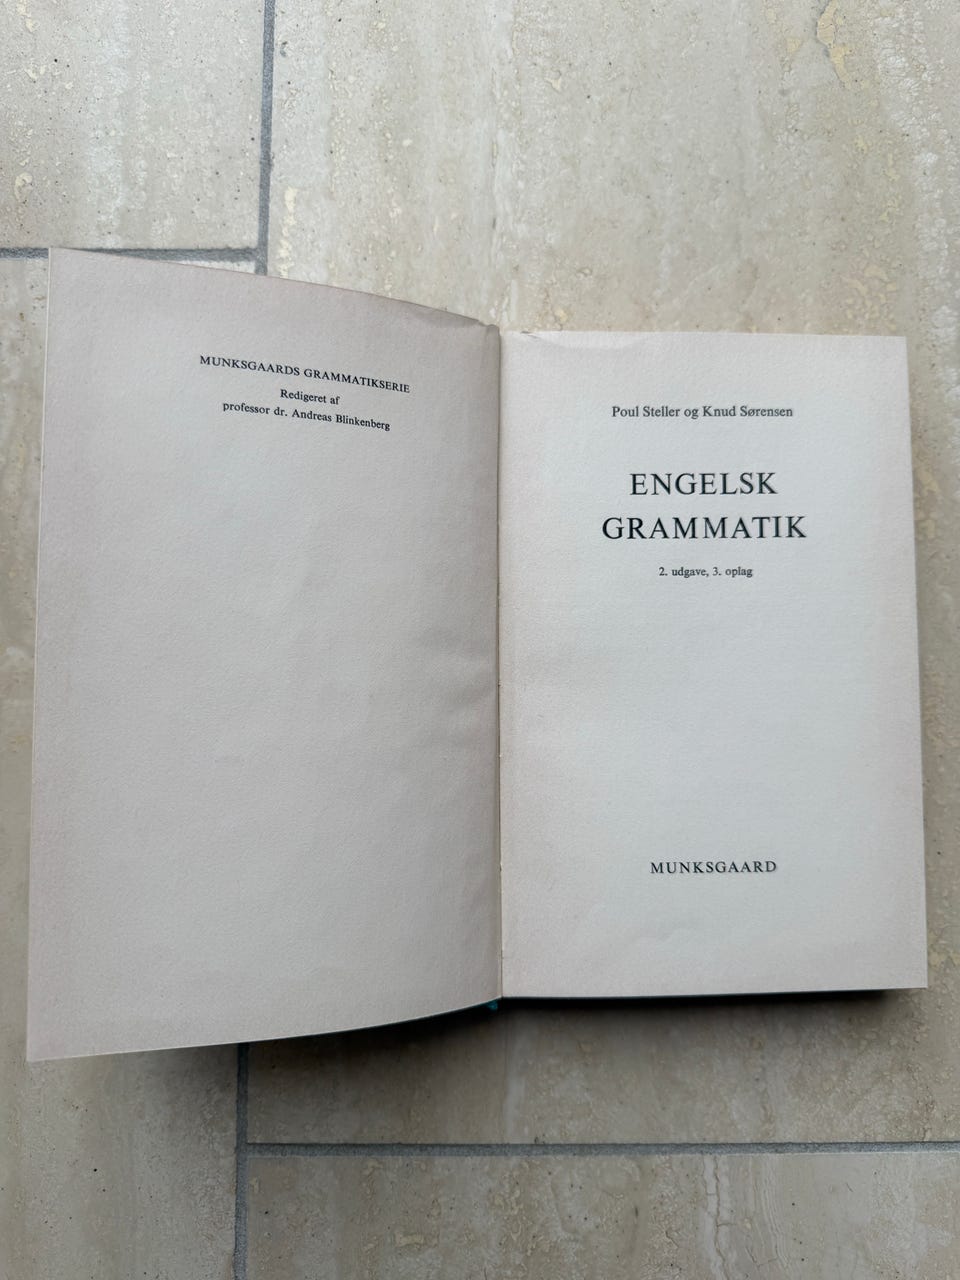 MUNKSGAARDS GRAMMATIKSERIE
Redigeret af
professor dr. Andreas Blinkenberg
Poul Steller og Knud Sørensen
ENGELSK
GRAMMATIK
2. udgave, 3. oplag
MUNKSGAARD